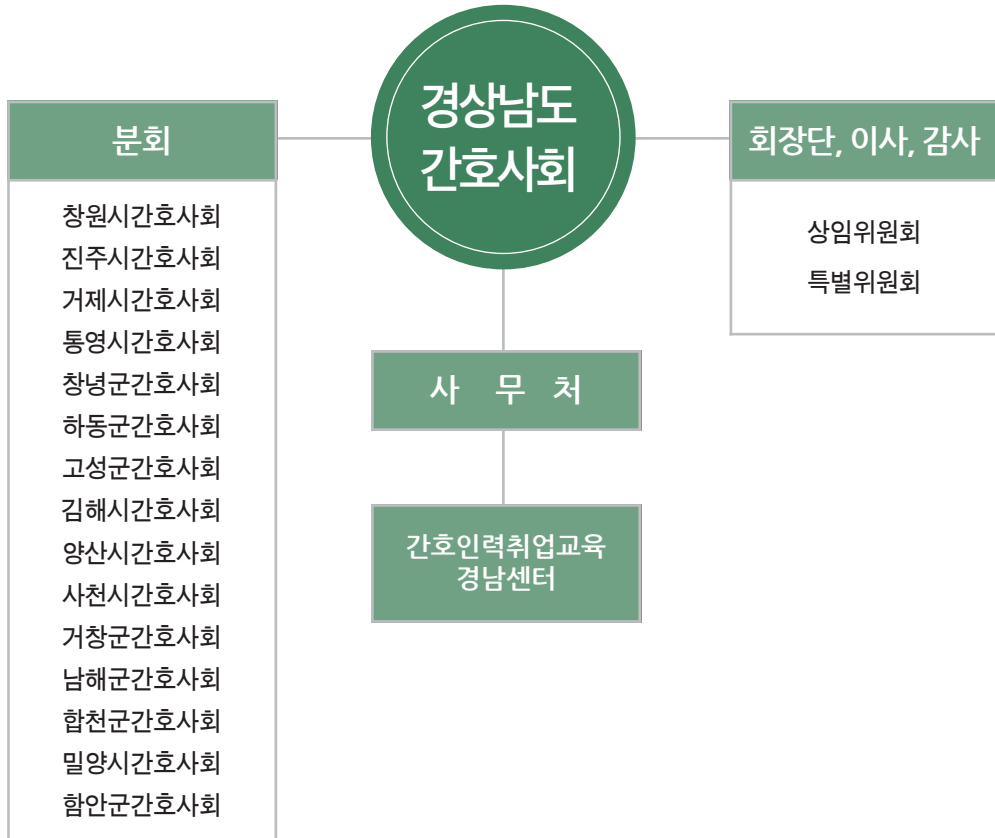 경상남도
간호사회
분회
창원시간호사회
진주시간호사회
거제시간호사회
통영시간호사회
창녕군간호사회
하동군간호사회
고성군간호사회
김해시간호사회
양산시간호사회
사천시간호사회
거창군간호사회
남해군간호사회
합천군간호사회
밀양시간호사회
함안군간호사회
회장단, 이사, 감사
상임위원회
특별위원회
사 무 처
간호인력취업교육
경남센터